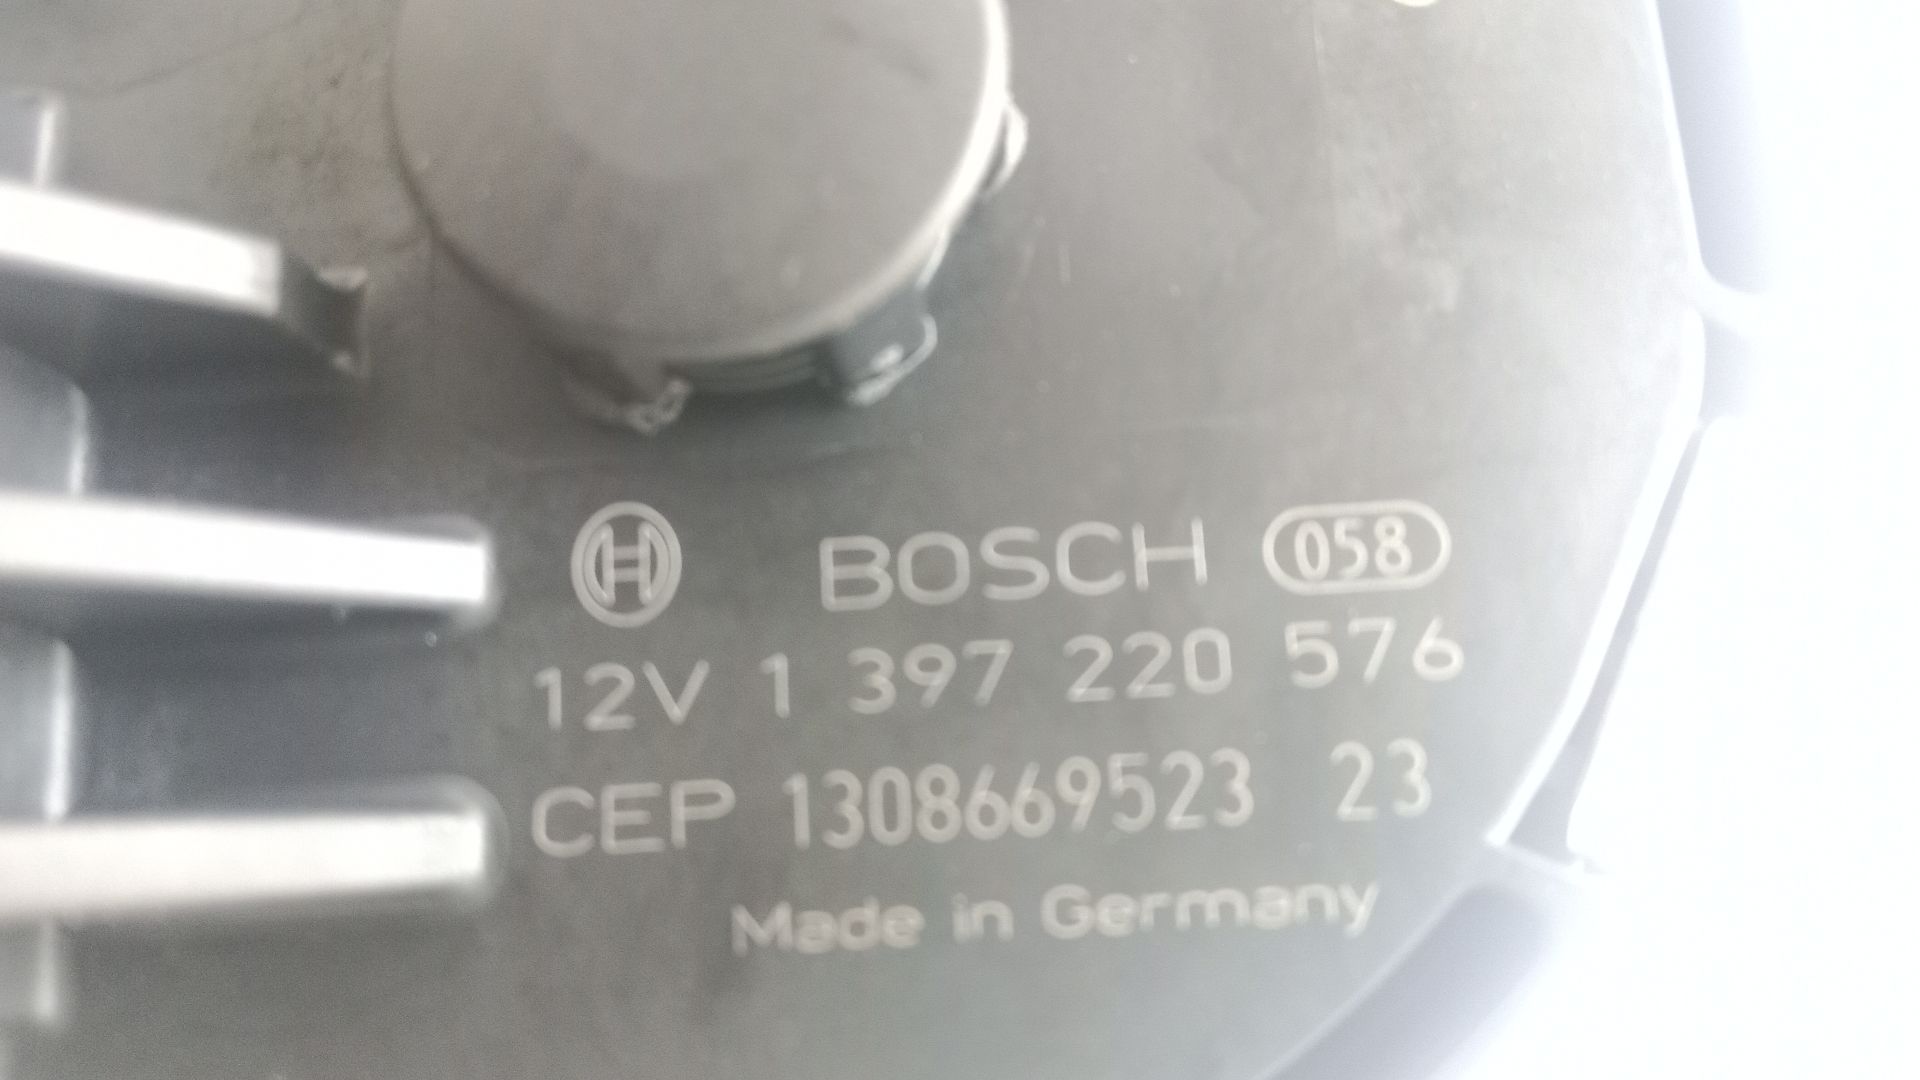 BOSCH 058
12V 1 397 220 576
CEP 1308669523 23
Made in Germany